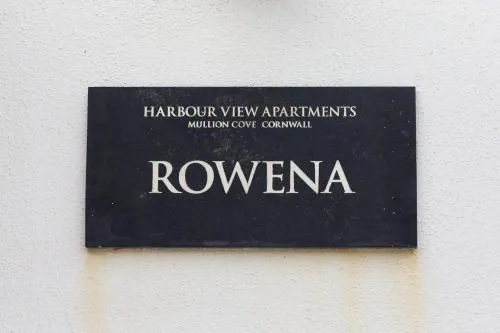 HARBOUR VIEW APARTMENTS
MULLION COVE CORNWALL
ROWENA